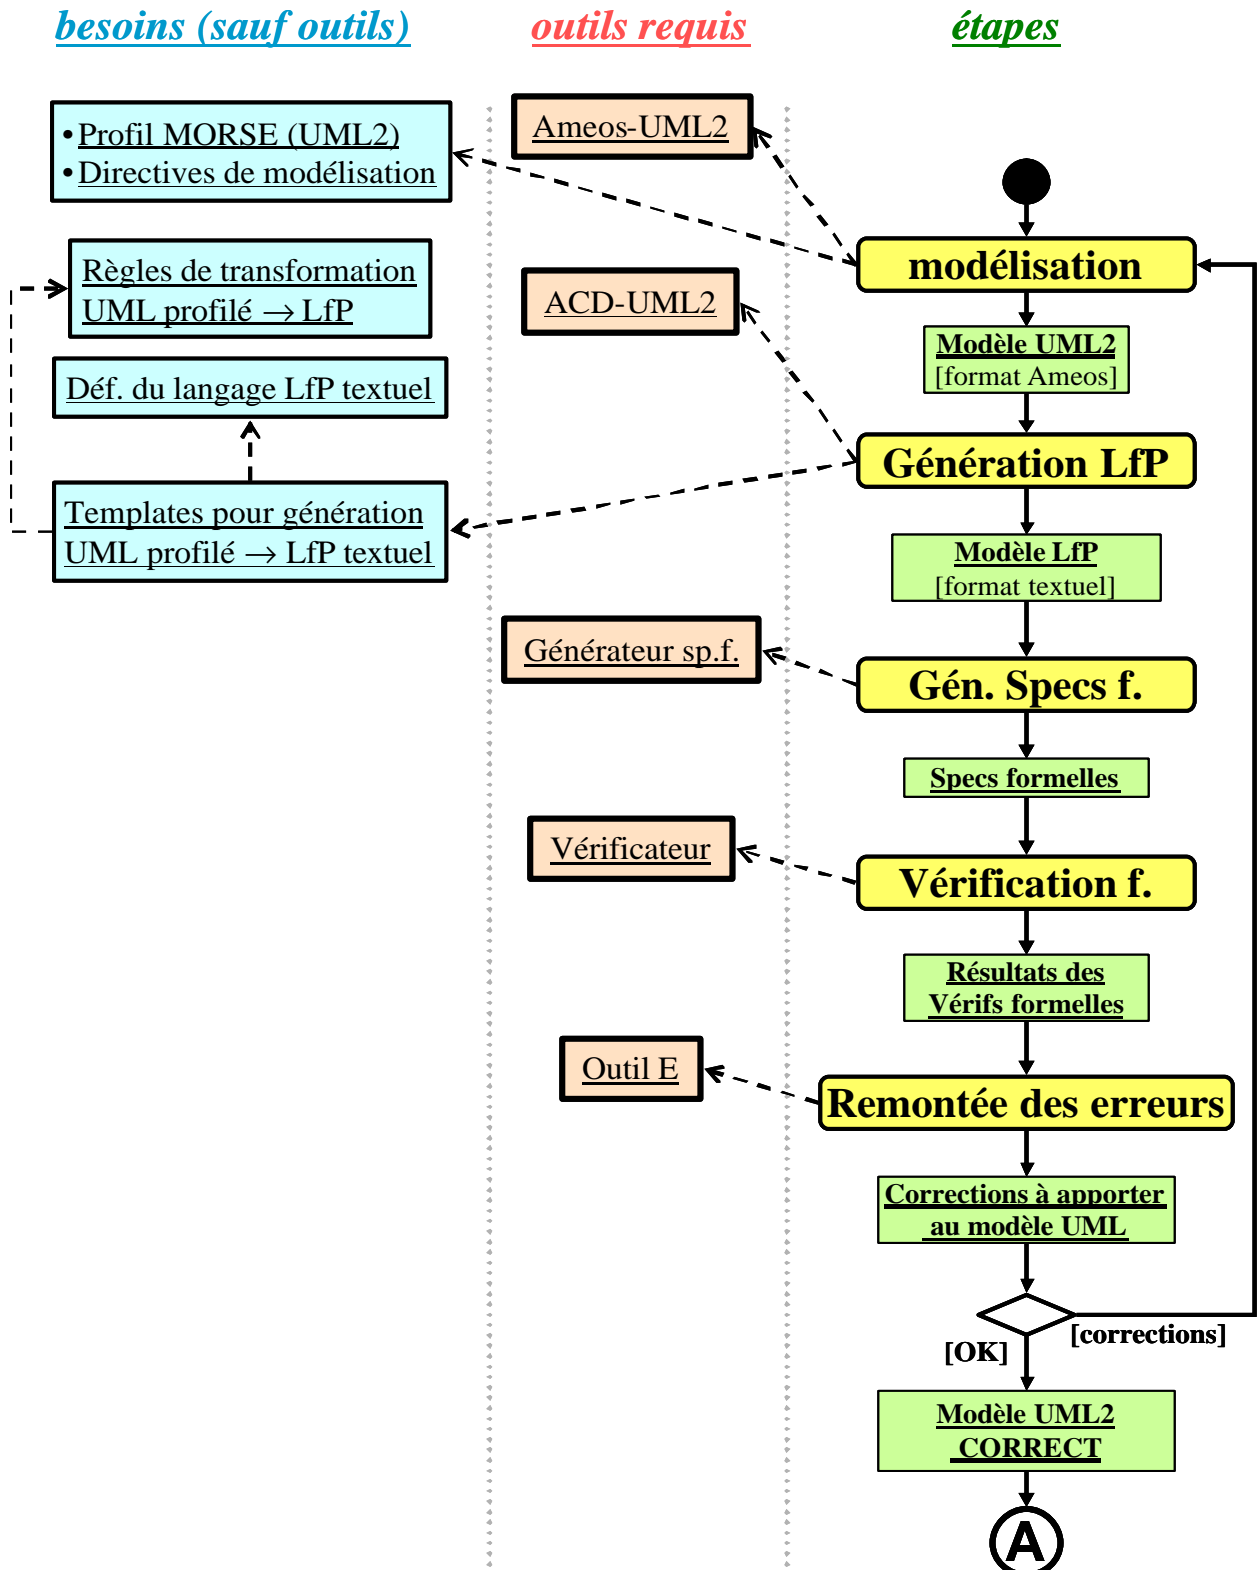 besoins (sauf outils)
outils requis
étapes
• Profil MORSE (UML2)
• Directives de modélisation
Règles de transformation
UML profilé → LfP
Déf. du langage LfP textuel
Templates pour génération
UML profilé → LfP textuel
Ameos-UML2
ACD-UML2
Générateur sp.f.
Vérificateur
Outil E
modélisation
Modèle UML2
[format Ameos]
Génération LfP
Modèle LfP
[format textuel]
Gén. Specs f.
Specs formelles
Vérification f.
Résultats des
Vérifs formelles
Remontée des erreurs
Corrections à apporter
au modèle UML
[corrections]
[OK]
Modèle UML2
CORRECT
A